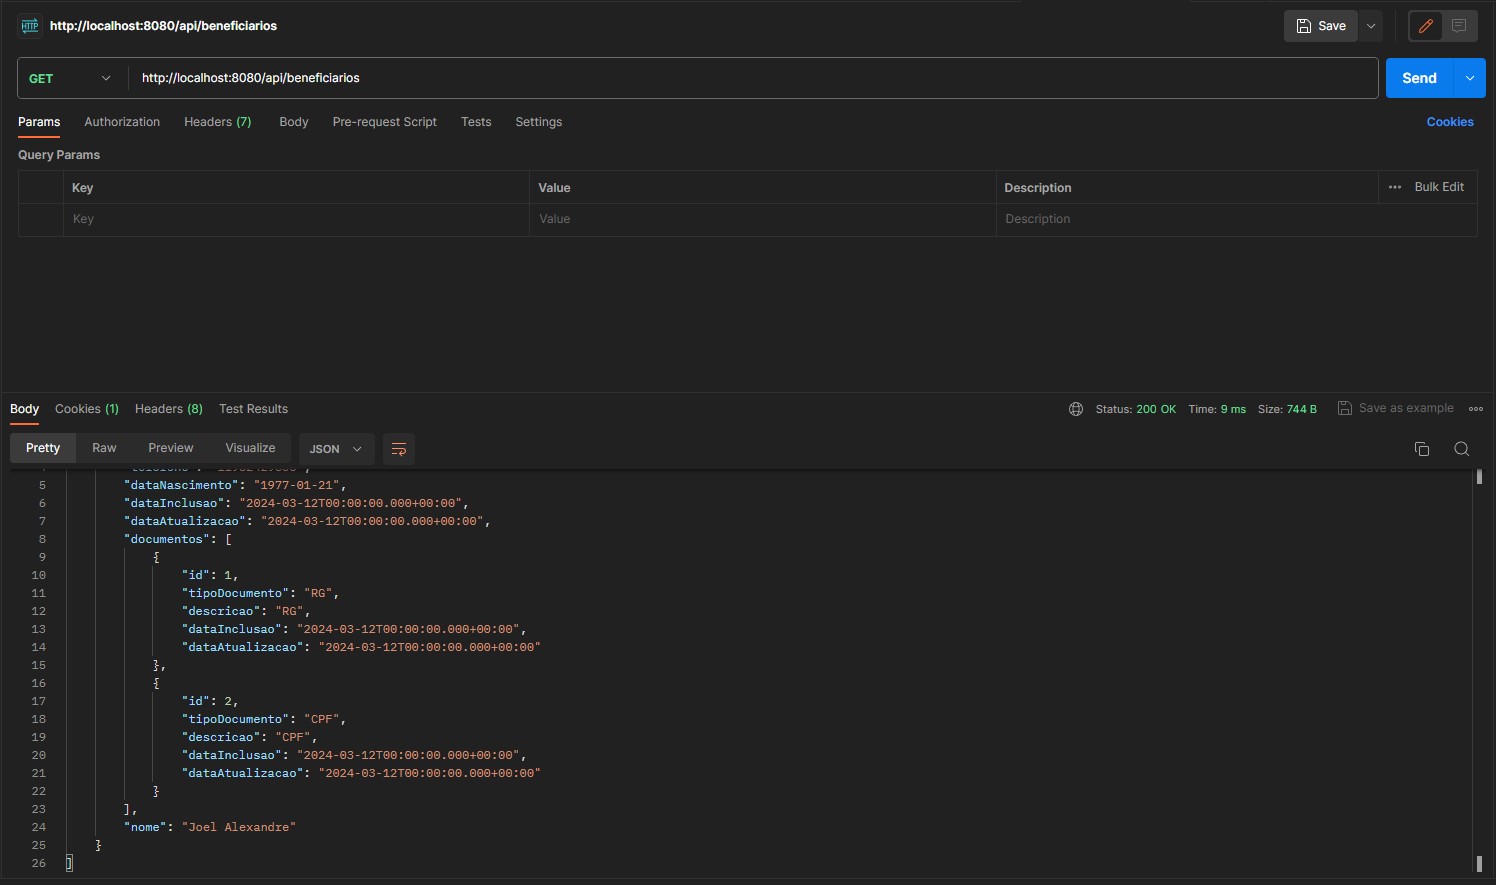 HTTP http://localhost:8080/api/beneficiarios
Save
GET http://localhost:8080/api/beneficiarios
Send
Params Authorization Headers (7) Body Pre-request Script Tests Settings
Cookies
Query Params
Key Value Description ••• Bulk Edit
Key Value Description
Body Cookies (1) Headers (8) Test Results
Status: 200 OK Time: 9 ms Size: 744 B Save as example
Pretty Raw Preview Visualize JSON
5 "dataNascimento": "1977-01-21",
6 "dataInclusao": "2024-03-12T00:00:00.000+00:00",
7 "dataAtualizacao": "2024-03-12T00:00:00.000+00:00",
8 "documentos": [
9 {
10 "id": 1,
11 "tipoDocumento": "RG",
12 "descricao": "RG",
13 "dataInclusao": "2024-03-12T00:00:00.000+00:00",
14 "dataAtualizacao": "2024-03-12T00:00:00.000+00:00"
15 },
16 {
17 "id": 2,
18 "tipoDocumento": "CPF",
19 "descricao": "CPF",
20 "dataInclusao": "2024-03-12T00:00:00.000+00:00",
21 "dataAtualizacao": "2024-03-12T00:00:00.000+00:00"
22 }
23 ],
24 "nome": "Joel Alexandre"
25 }
26 ]